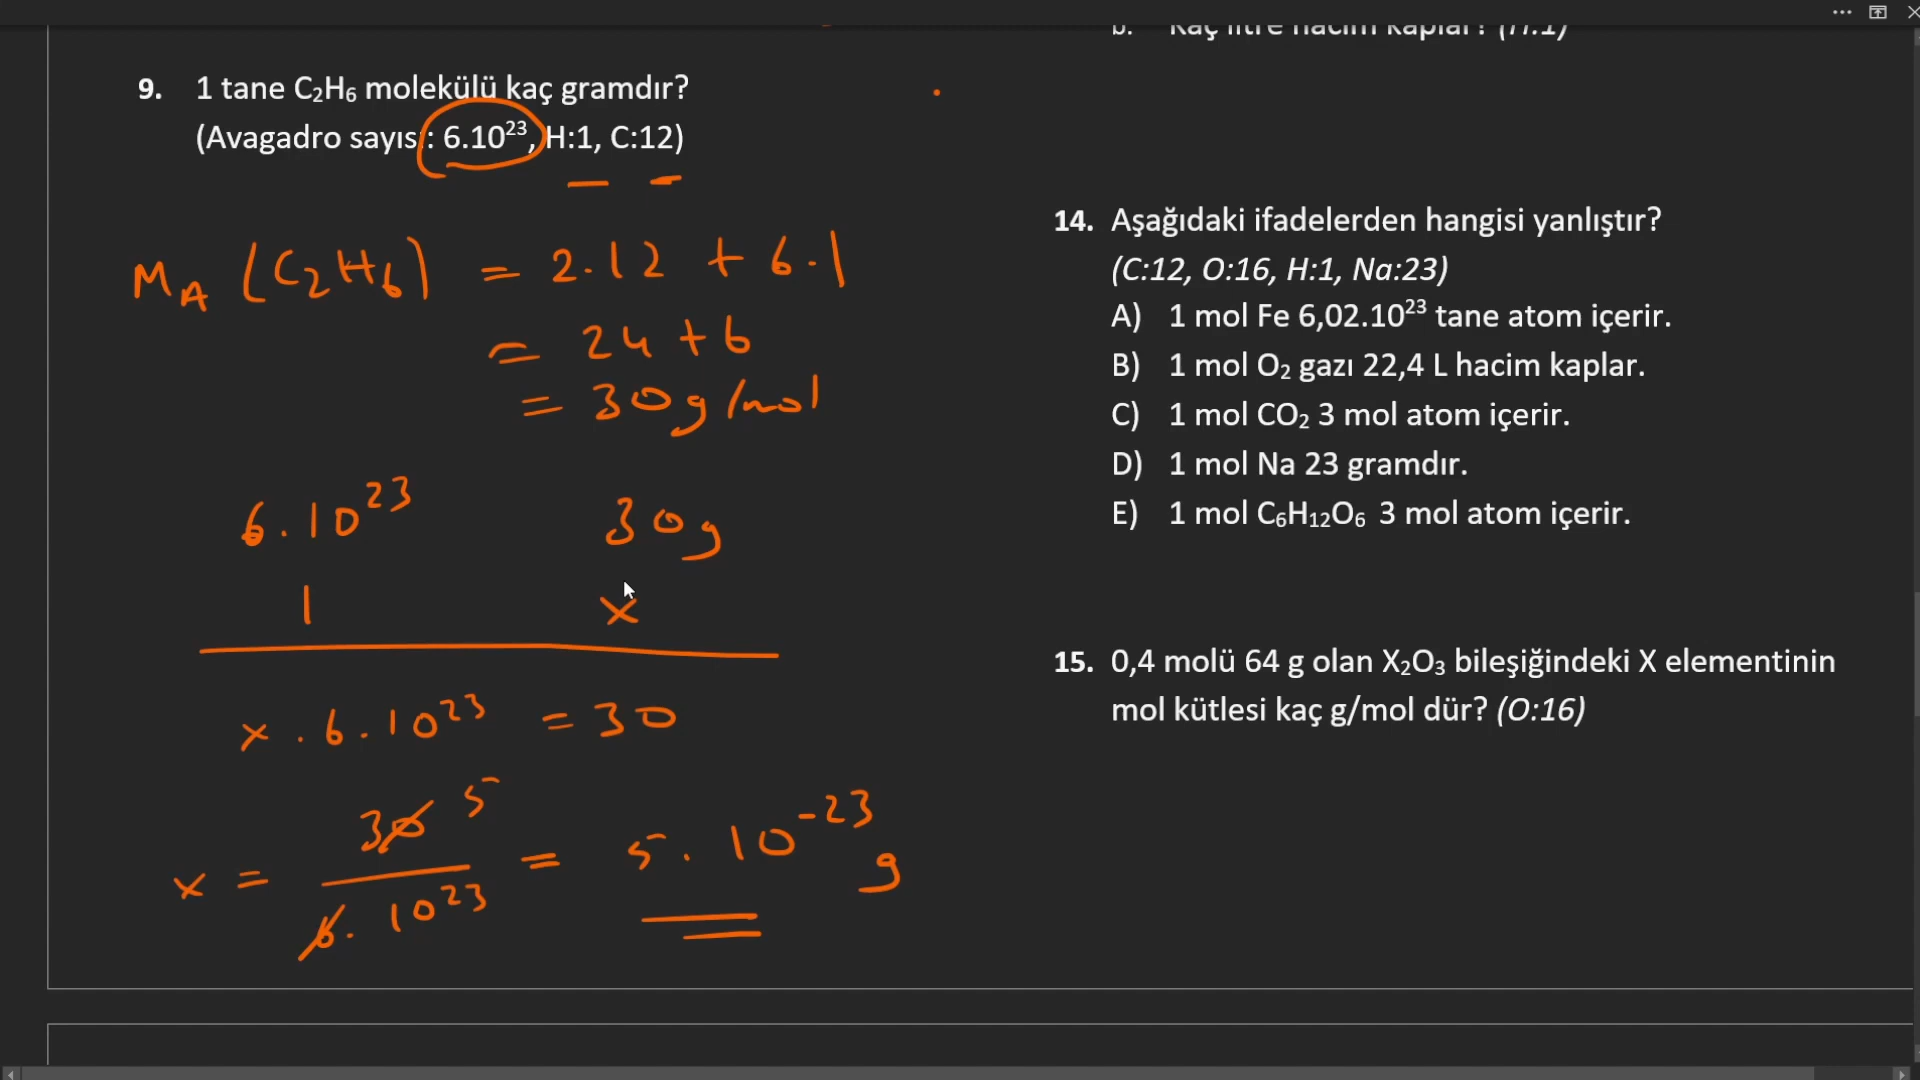 9. 1 tane C₂H₆ molekülü kaç gramdır?
(Avagadro sayısı: 6.10²³, H:1, C:12)
M_A (C₂H₆) = 2.12 + 6.1
= 24 + 6
= 30 g/mol
6.10²³ 30g
1 x
x . 6.10²³ = 30
x = 30 5 / 6.10²³ = 5.10⁻²³ g
b. Kaç litre hacim kaplar? (H:1)
14. Aşağıdaki ifadelerden hangisi yanlıştır?
(C:12, O:16, H:1, Na:23)
A) 1 mol Fe 6,02.10²³ tane atom içerir.
B) 1 mol O₂ gazı 22,4 L hacim kaplar.
C) 1 mol CO₂ 3 mol atom içerir.
D) 1 mol Na 23 gramdır.
E) 1 mol C₆H₁₂O₆ 3 mol atom içerir.
15. 0,4 molü 64 g olan X₂O₃ bileşiğindeki X elementinin
mol kütlesi kaç g/mol dür? (O:16)